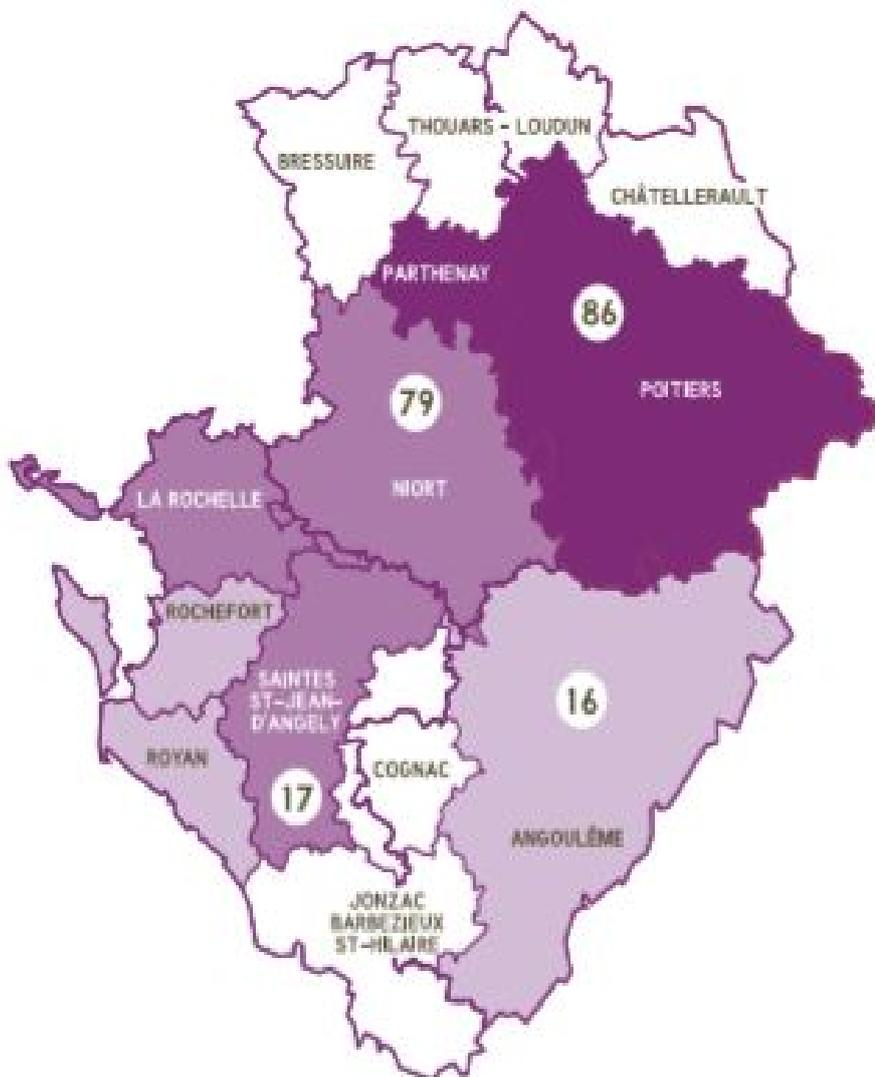 THOUARS - LOUDUN
BRESSUIRE
CHÂTELLERAULT
PARTHENAY
86
POITIERS
79
NIORT
LA ROCHELLE
ROCHEFORT
SAINTES
ST-JEAN-
D'ANGELY
16
ROYAN
COGNAC
17
ANGOULÊME
JONZAC
BARBEZIEUX
ST-HILAIRE